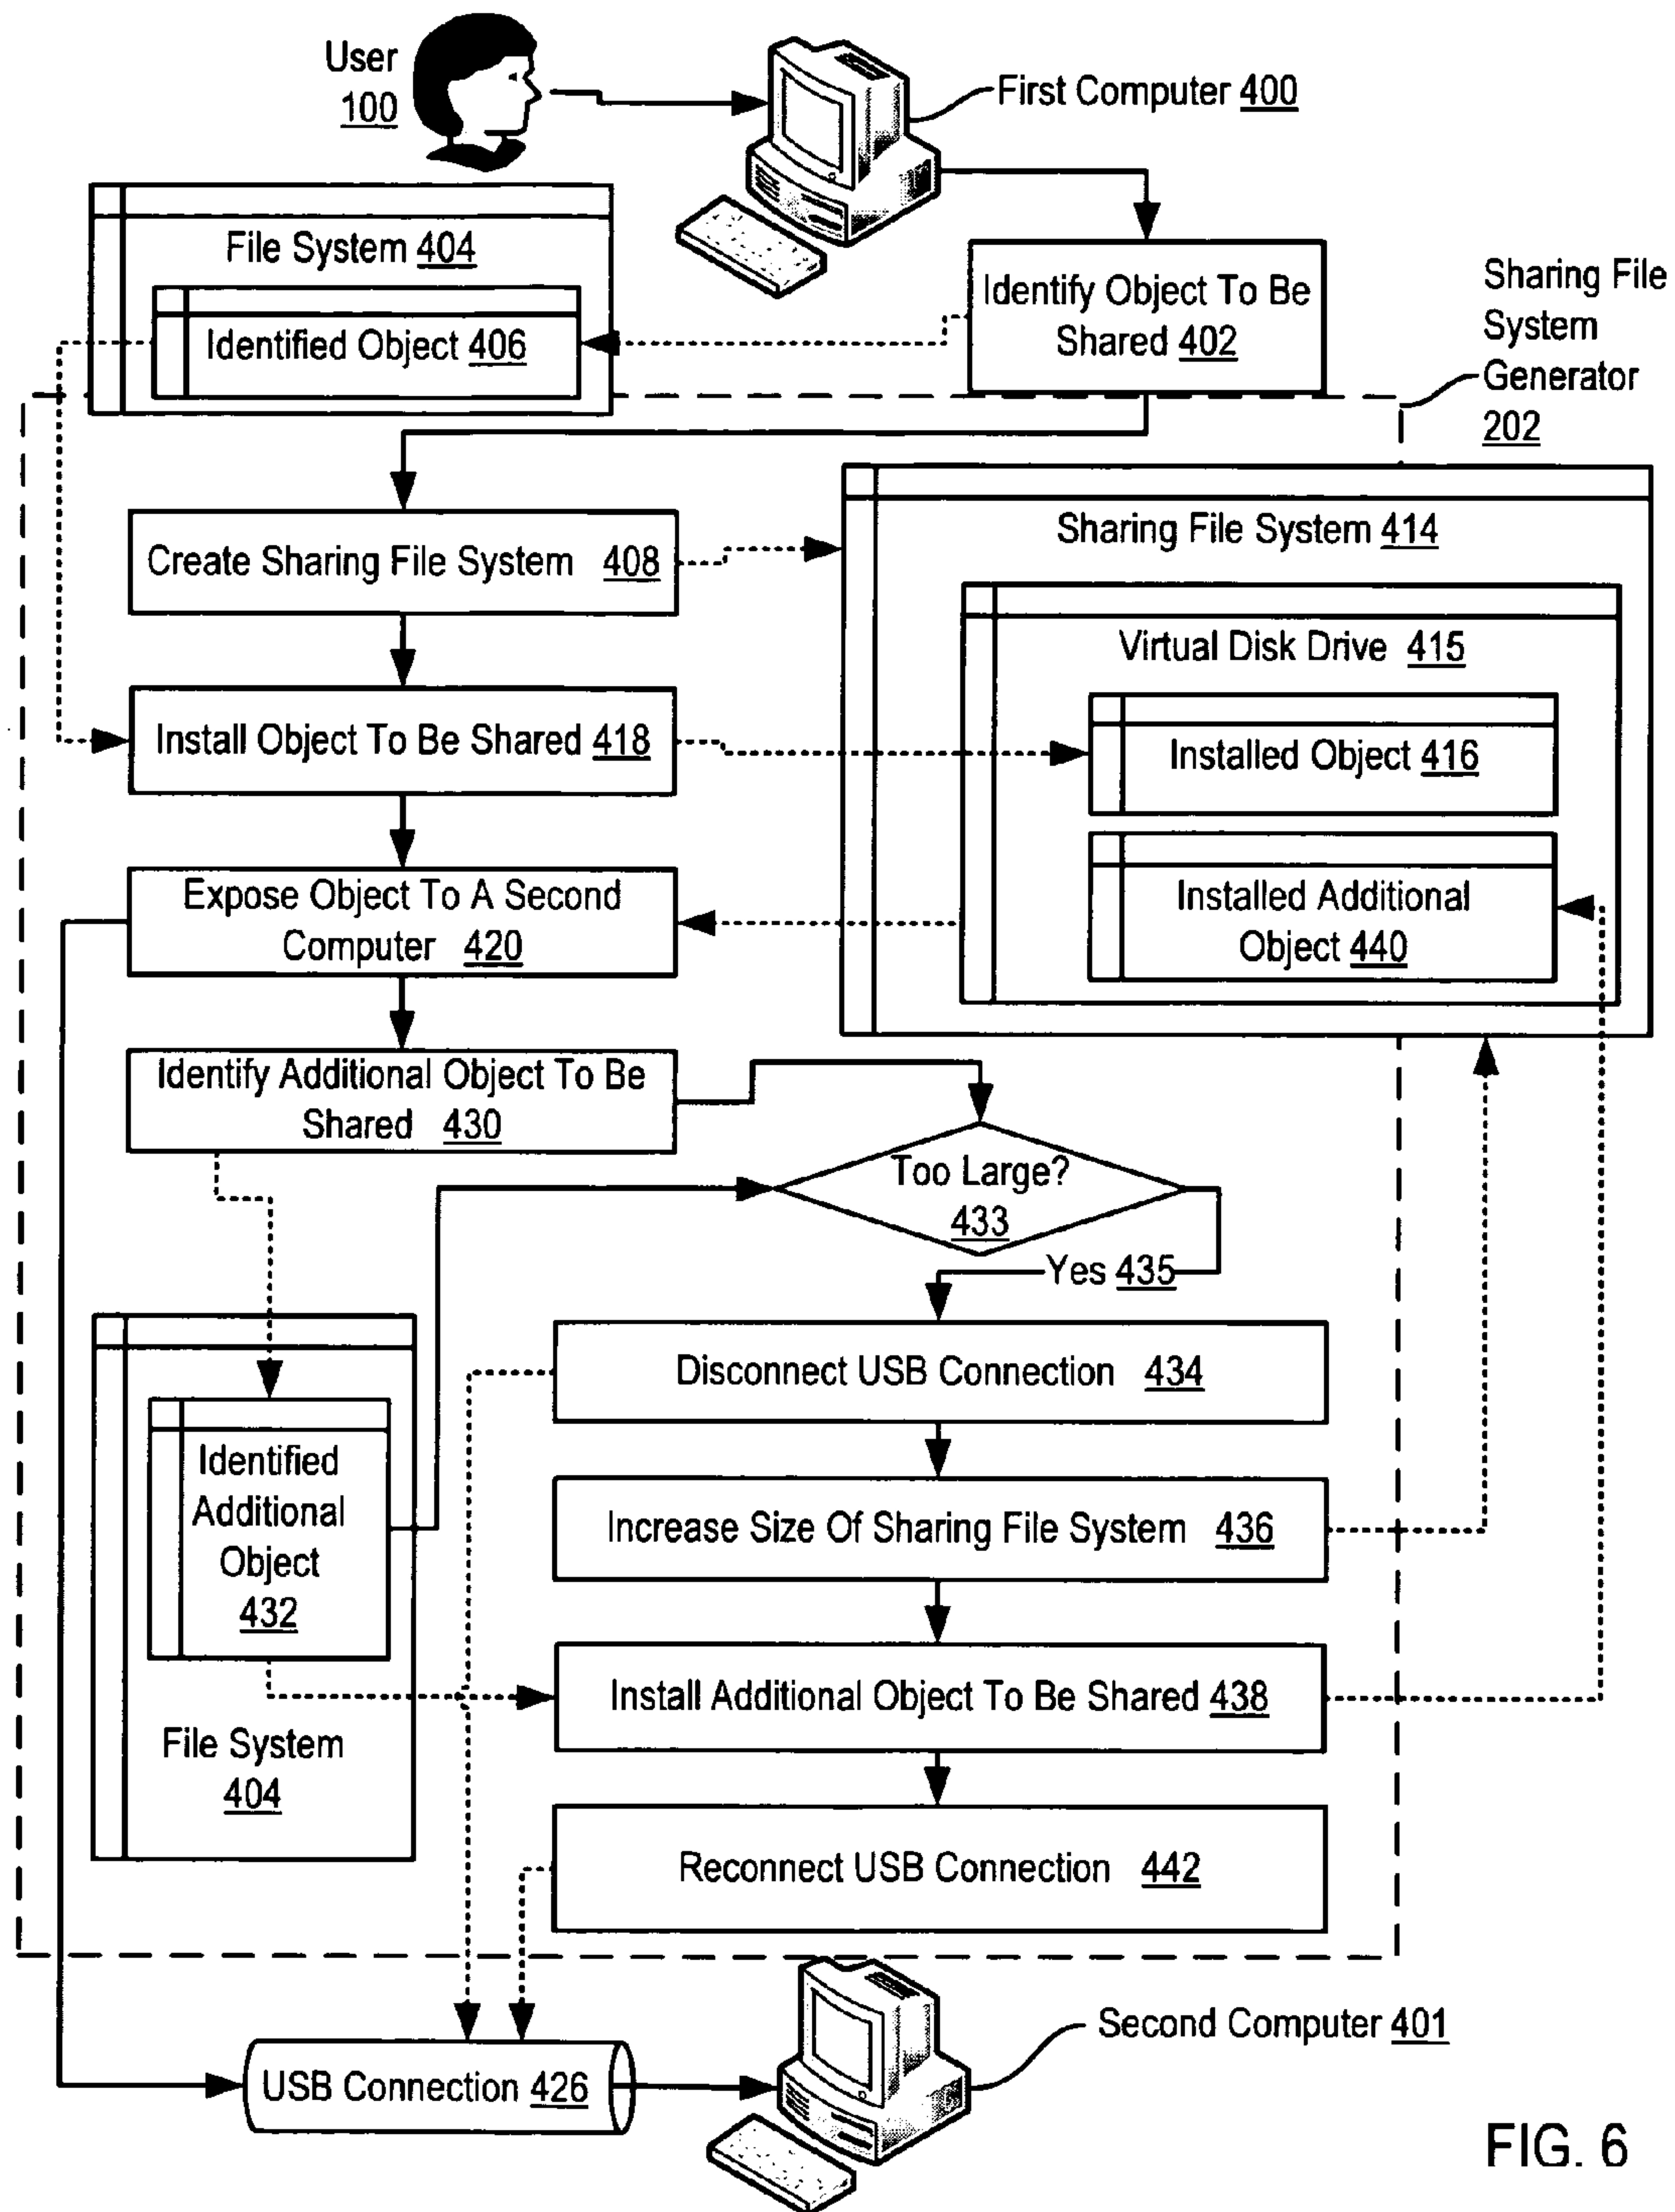 User
100
First Computer 400
File System 404
Identified Object 406
Identify Object To Be
Shared 402
Sharing File
System
Generator
202
Create Sharing File System 408
Sharing File System 414
Virtual Disk Drive 415
Install Object To Be Shared 418
Installed Object 416
Expose Object To A Second
Computer 420
Installed Additional
Object 440
Identify Additional Object To Be
Shared 430
Too Large?
433
Yes 435
Disconnect USB Connection 434
Identified
Additional
Object
432
Increase Size Of Sharing File System 436
Install Additional Object To Be Shared 438
File System
404
Reconnect USB Connection 442
Second Computer 401
USB Connection 426
FIG. 6